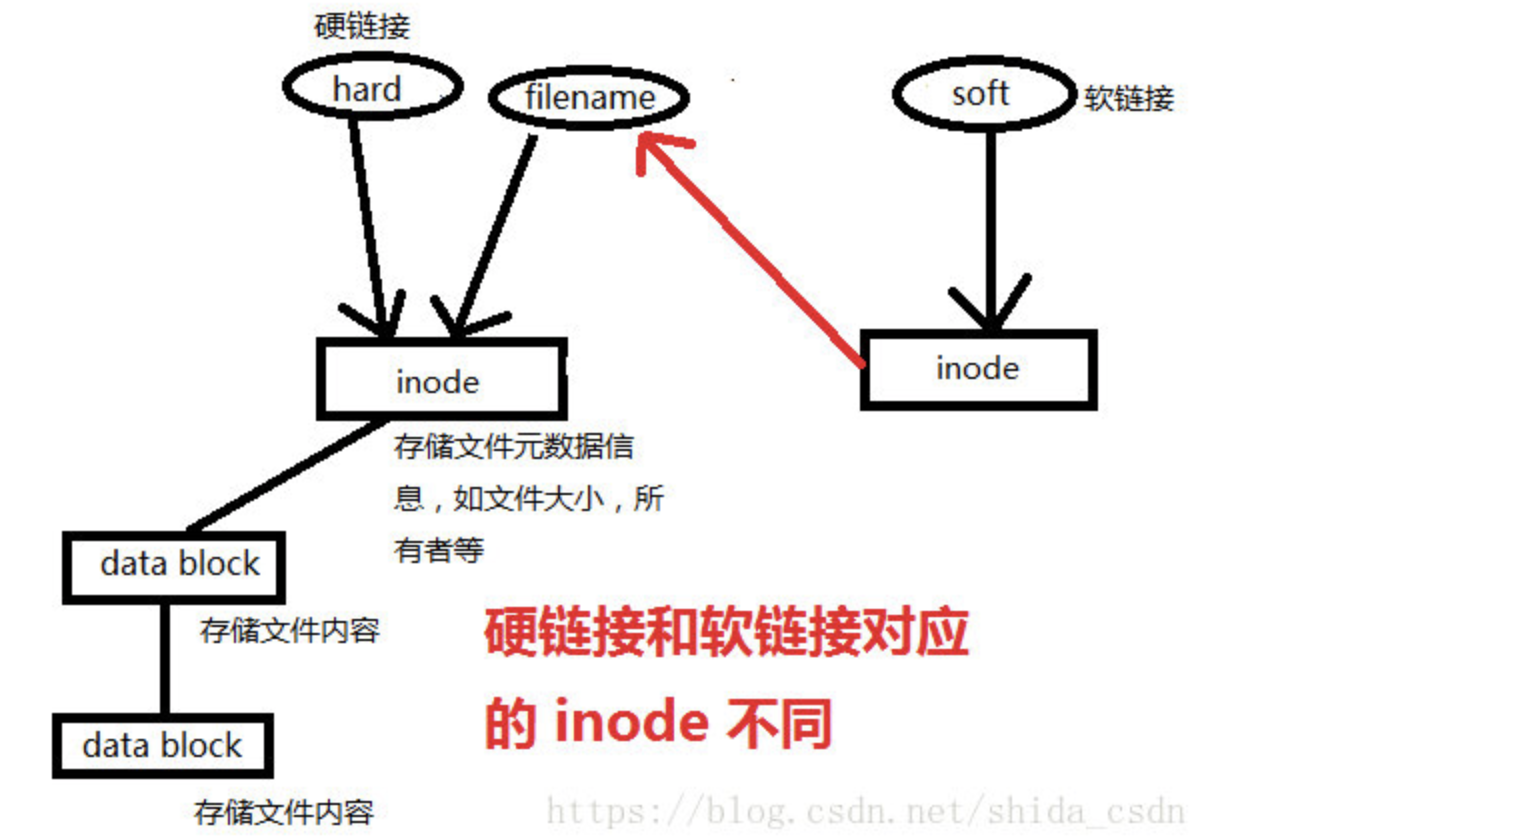 硬链接
hard
filename
soft
软链接
inode
inode
存储文件元数据信
息，如文件大小，所
有者等
data block
存储文件内容
硬链接和软链接对应
的 inode 不同
data block
存储文件内容
https://blog.csdn.net/shida_csdn